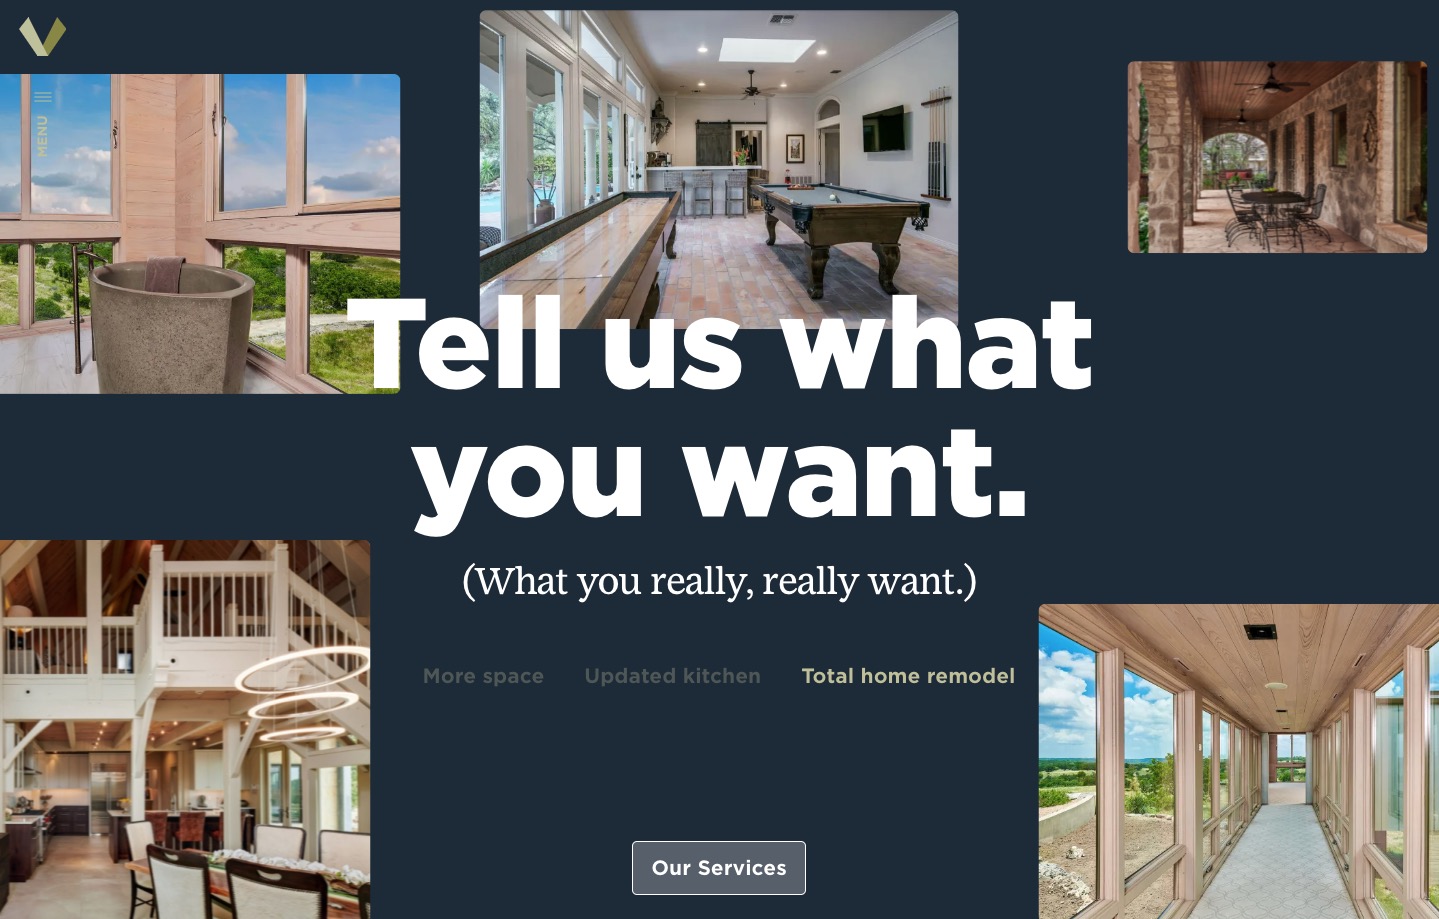 MENU
Tell us what
you want.
(What you really, really want.)
More space Updated kitchen Total home remodel
Our Services